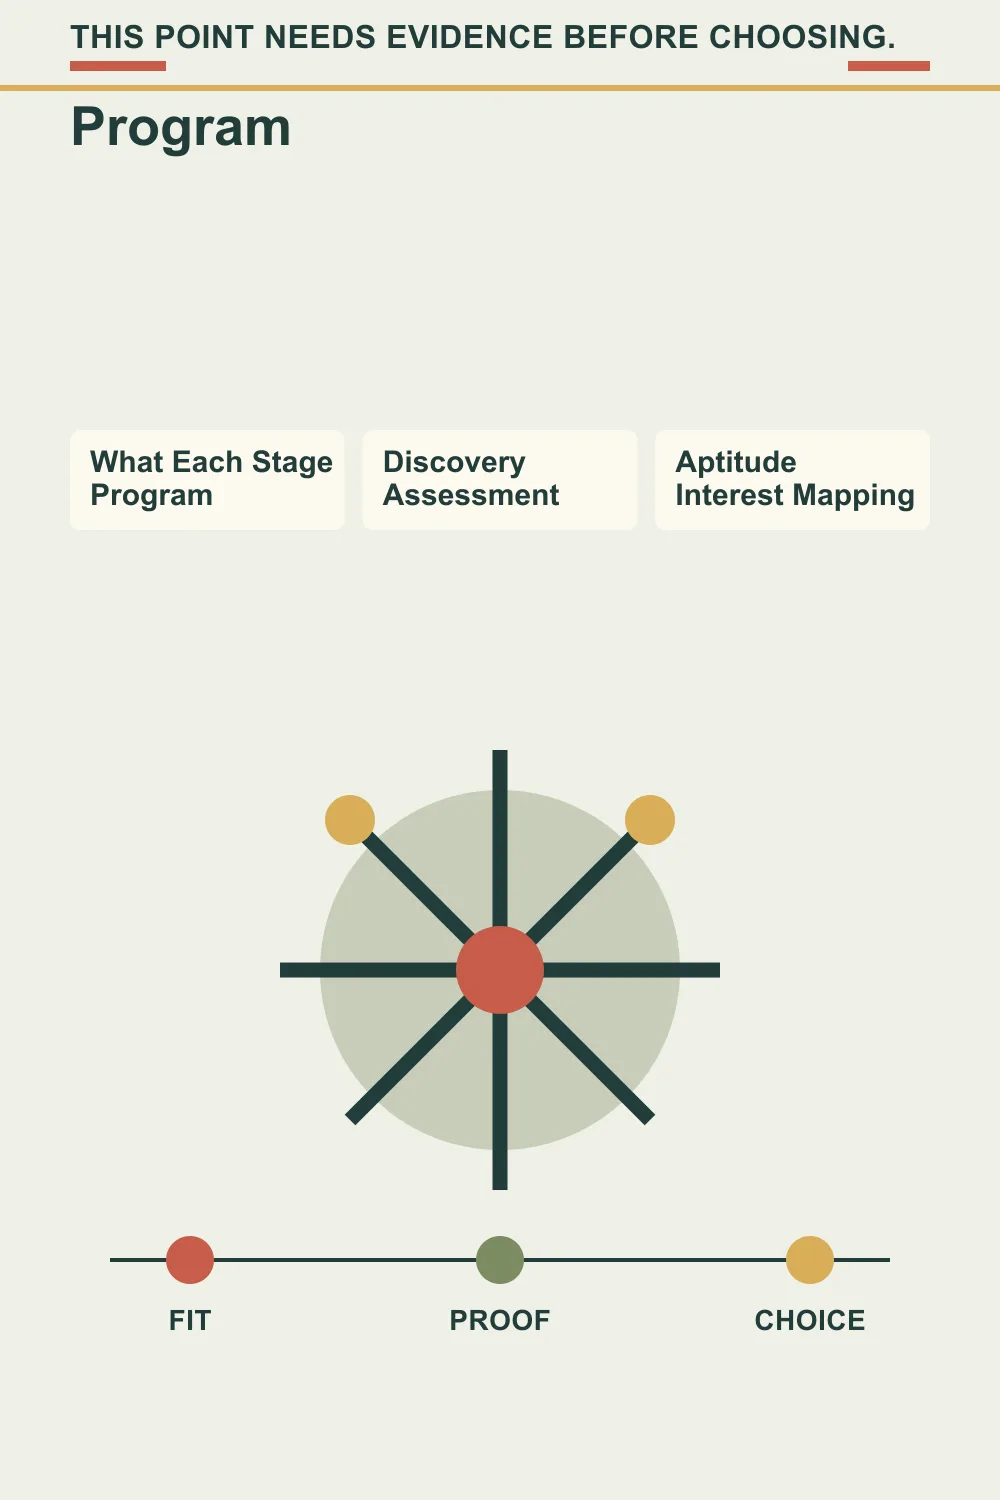 THIS POINT NEEDS EVIDENCE BEFORE CHOOSING.
Program
What Each Stage
Program
Discovery
Assessment
Aptitude
Interest Mapping
FIT
PROOF
CHOICE